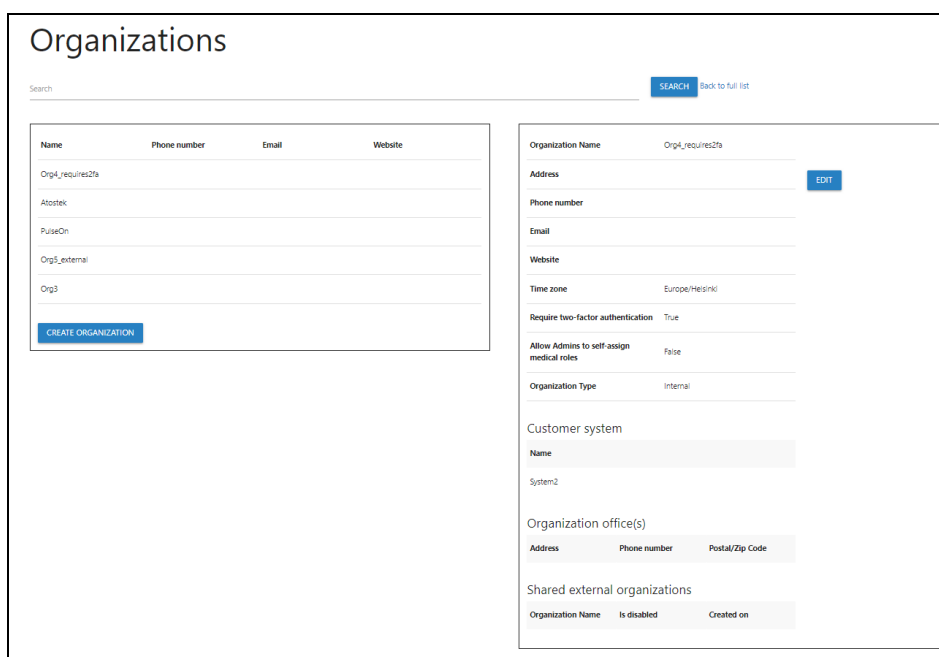 Organizations
Search
SEARCH Back to full list
Name Phone number Email Website
Org4_requires2fa
Atostek
PulseOn
Org5_external
Org3
CREATE ORGANIZATION
Organization Name Org4_requires2fa
Address
EDIT
Phone number
Email
Website
Time zone Europe/Helsinki
Require two-factor authentication True
Allow Admins to self-assign
medical roles False
Organization Type Internal
Customer system
Name
System2
Organization office(s)
Address Phone number Postal/Zip Code
Shared external organizations
Organization Name Is disabled Created on